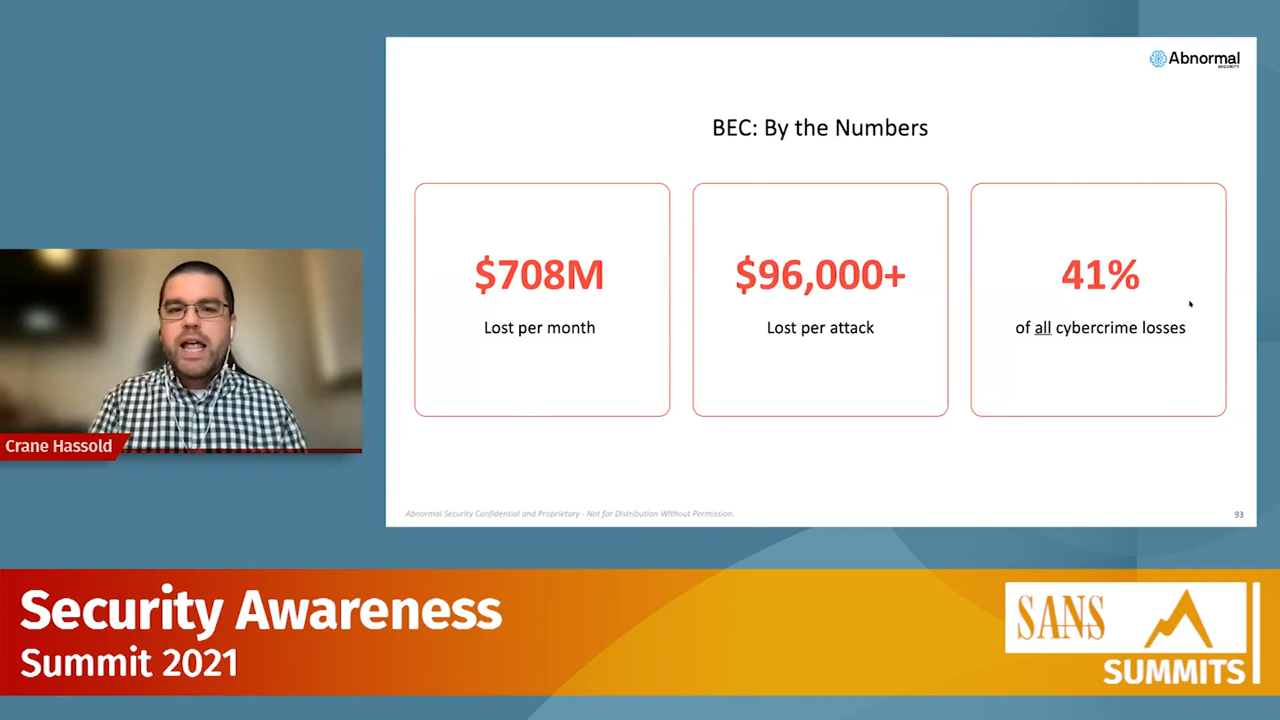 Abnormal
SECURITY
BEC: By the Numbers
$708M
Lost per month
$96,000+
Lost per attack
41%
of all cybercrime losses
Crane Hassold
Abnormal Security Confidential and Proprietary - Not for Distribution Without Permission.
93
Security Awareness
Summit 2021
SANS
SUMMITS